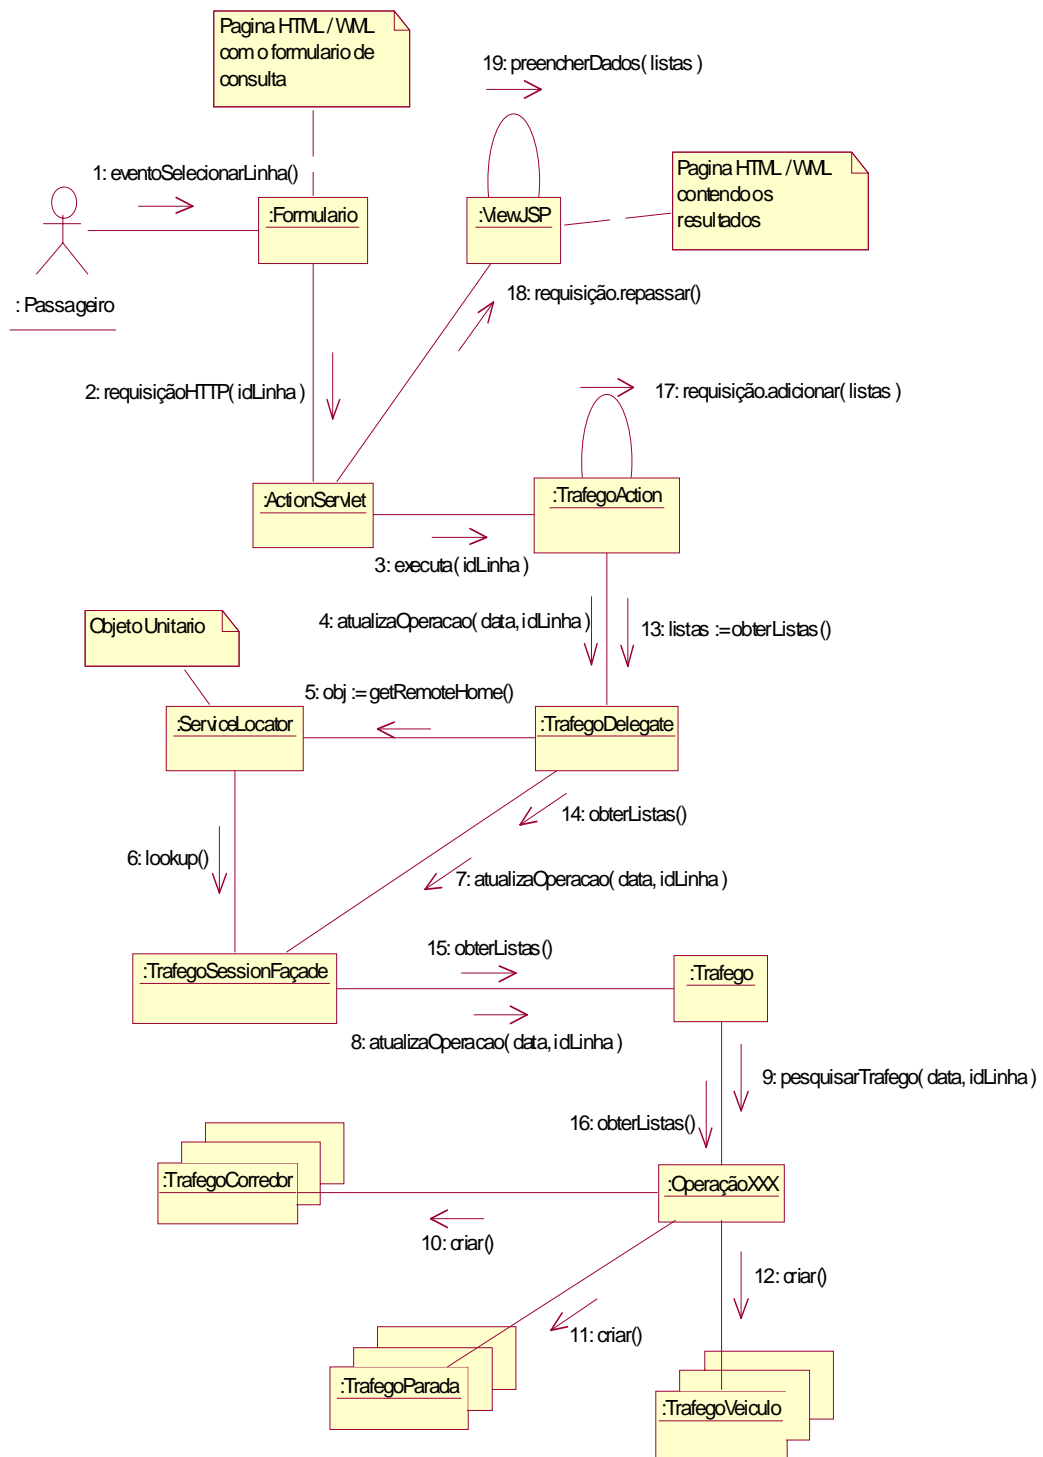 Pagina HTML / WML
com o formulario de
consulta
19: preencherDados( listas )
Pagina HTML / WML
contendo os
resultados
1: eventoSelecionarLinha()
:Formulario
:ViewJSP
: Passageiro
18: requisição.repassar()
2: requisiçãoHTTP( idLinha )
17: requisição.adicionar( listas )
:ActionServlet
:TrafegoAction
3: executa( idLinha )
Objeto Unitario
4: atualizaOperacao( data, idLinha )
13: listas := obterListas()
5: obj := getRemoteHome()
:ServiceLocator
:TrafegoDelegate
14: obterListas()
6: lookup()
7: atualizaOperacao( data, idLinha )
15: obterListas()
:TrafegoSessionFaçade
:Trafego
8: atualizaOperacao( data, idLinha )
9: pesquisarTrafego( data, idLinha )
16: obterListas()
:TrafegoCorredor
:OperaçãoXXX
10: criar()
12: criar()
11: criar()
:TrafegoParada
:TrafegoVeiculo